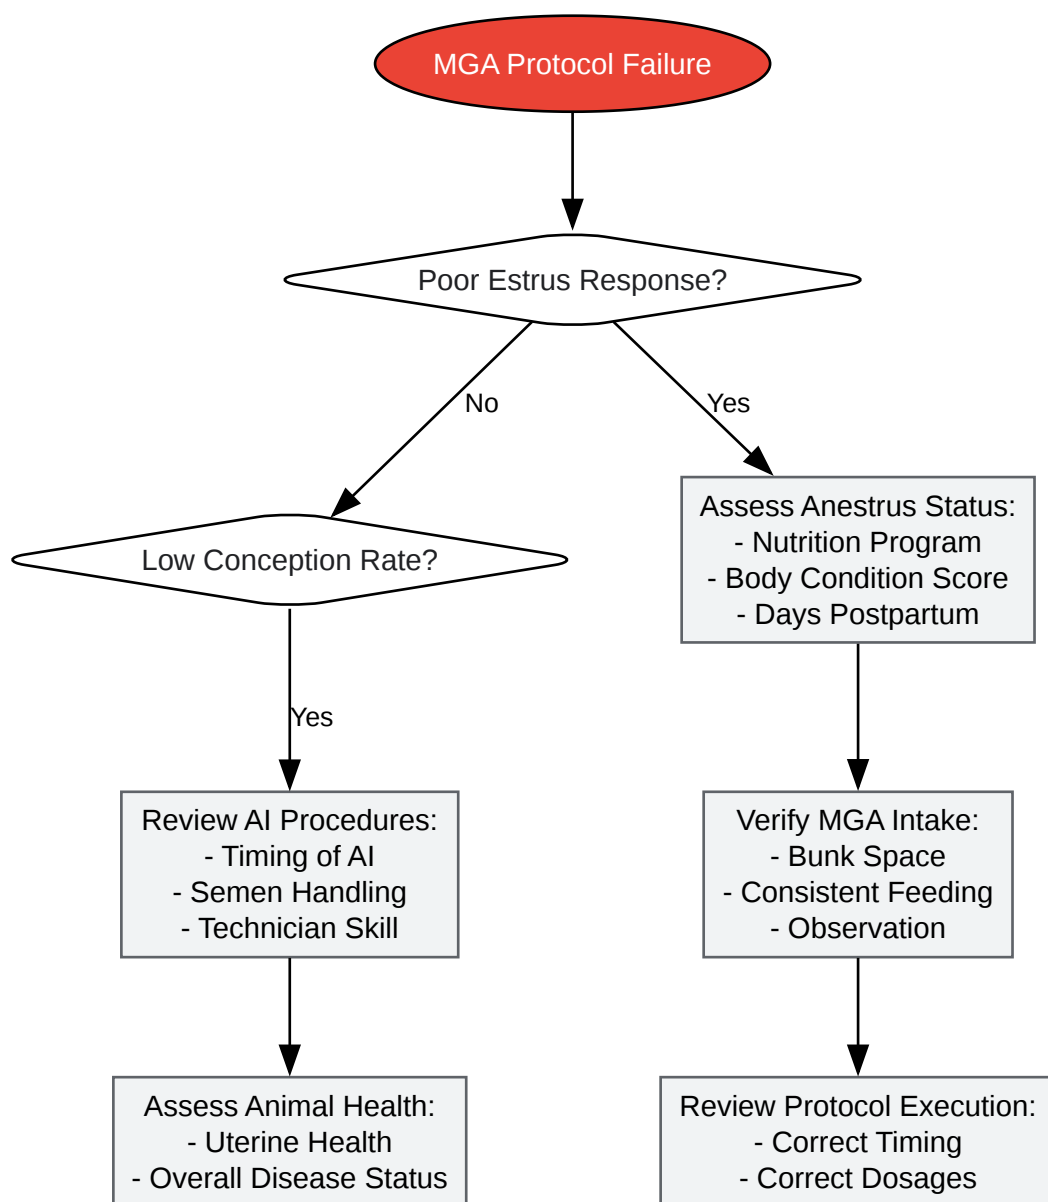 MGA Protocol Failure
Poor Estrus Response?
No
Yes
Low Conception Rate?
Assess Anestrus Status:
- Nutrition Program
- Body Condition Score
- Days Postpartum
Yes
Review AI Procedures:
- Timing of AI
- Semen Handling
- Technician Skill
Verify MGA Intake:
- Bunk Space
- Consistent Feeding
- Observation
Assess Animal Health:
- Uterine Health
- Overall Disease Status
Review Protocol Execution:
- Correct Timing
- Correct Dosages